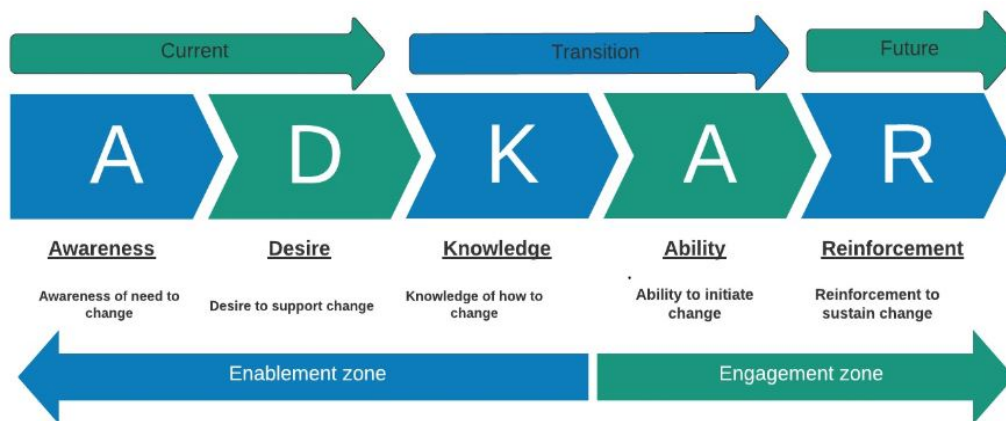 Current
Transition
Future
A
D
K
A
R
Awareness
Desire
Knowledge
Ability
Reinforcement
Awareness of need to
change
Desire to support change
Knowledge of how to
change
Ability to initiate
change
Reinforcement to
sustain change
Enablement zone
Engagement zone